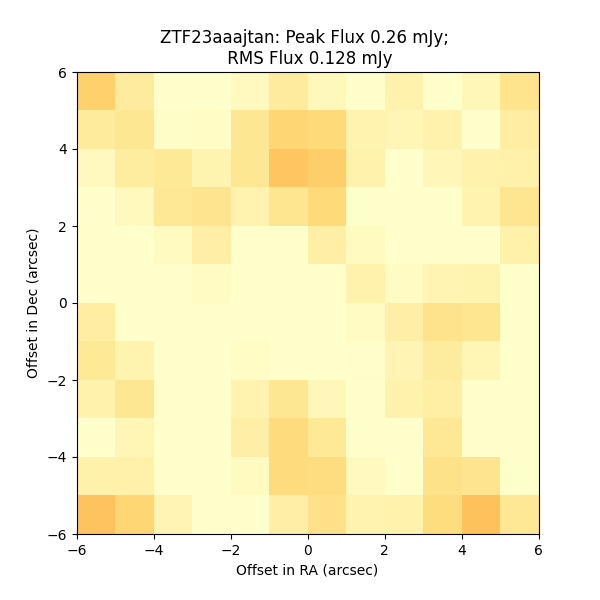 ZTF23aaajtan: Peak Flux 0.26 mJy;
RMS Flux 0.128 mJy
6
4
2
0
−2
−4
−6
Offset in Dec (arcsec)
−6 −4 −2 0 2 4 6
Offset in RA (arcsec)